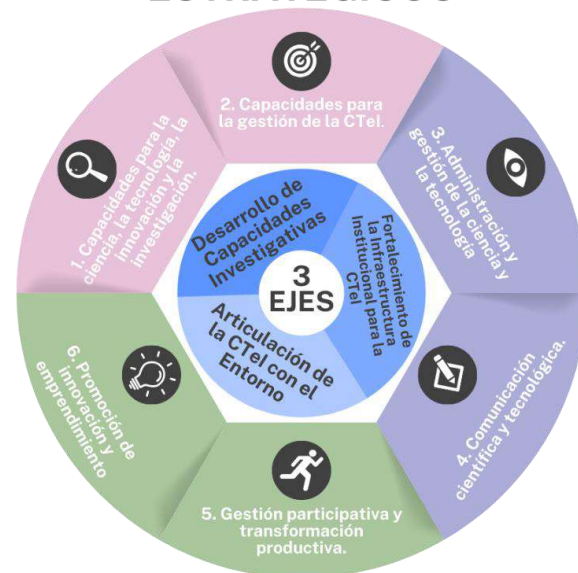 1. Capacidades para la
ciencia, la tecnología, la
innovación y la
investigación.
2. Capacidades para
la gestión de la CTeI.
3. Administración y
gestión de la ciencia y
la tecnología
4. Comunicación
científica y tecnológica.
5. Gestión participativa y
transformación
productiva.
6. Promoción de
innovación y
emprendimiento
Desarrollo de
Capacidades
Investigativas
Fortalecimiento de
la Infraestructura
Institucional para la
CTeI
Articulación de
la CTeI con el
Entorno
3
EJES